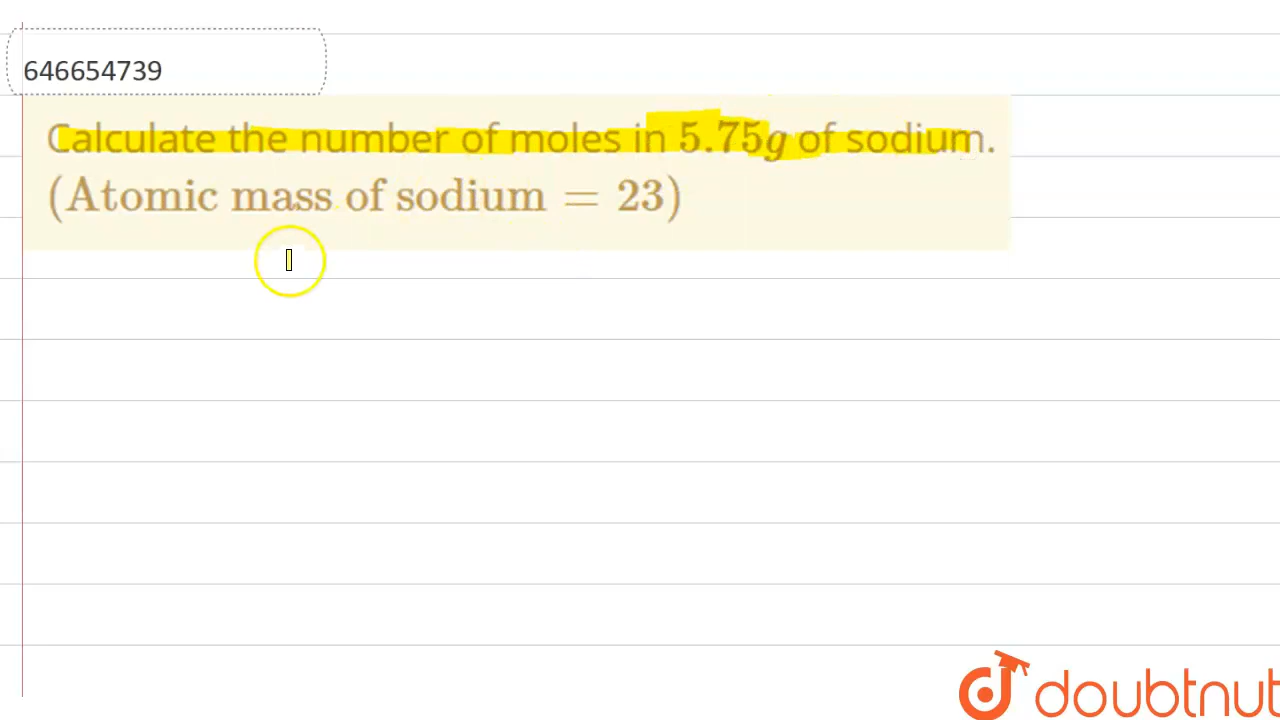 646654739
Calculate the number of moles in 5.75g of sodium.
(Atomic mass of sodium = 23)
doubtnut